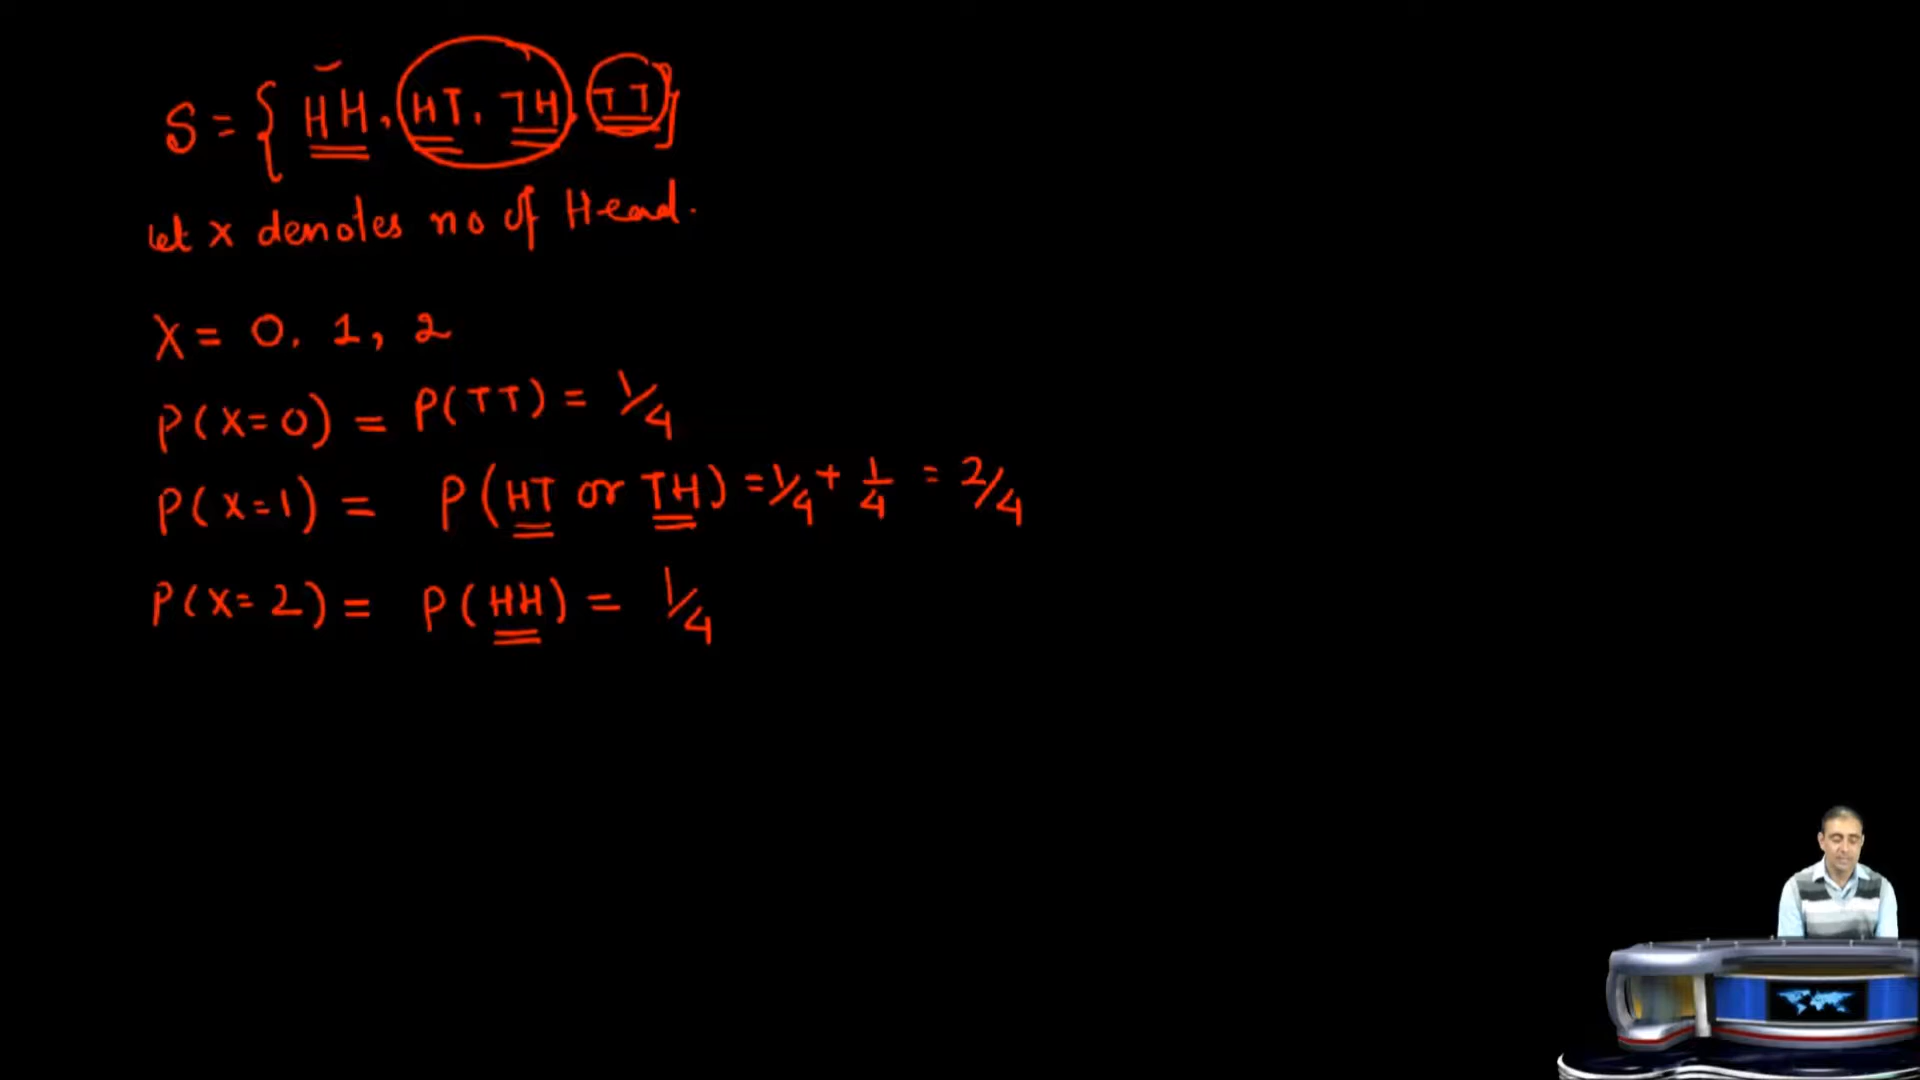 S = { HH, HT, TH, TT }
Let x denotes no of Head.
X = 0, 1, 2
P(X=0) = P(TT) = 1/4
P(X=1) = P(HT or TH) = 1/4 + 1/4 = 2/4
P(X=2) = P(HH) = 1/4